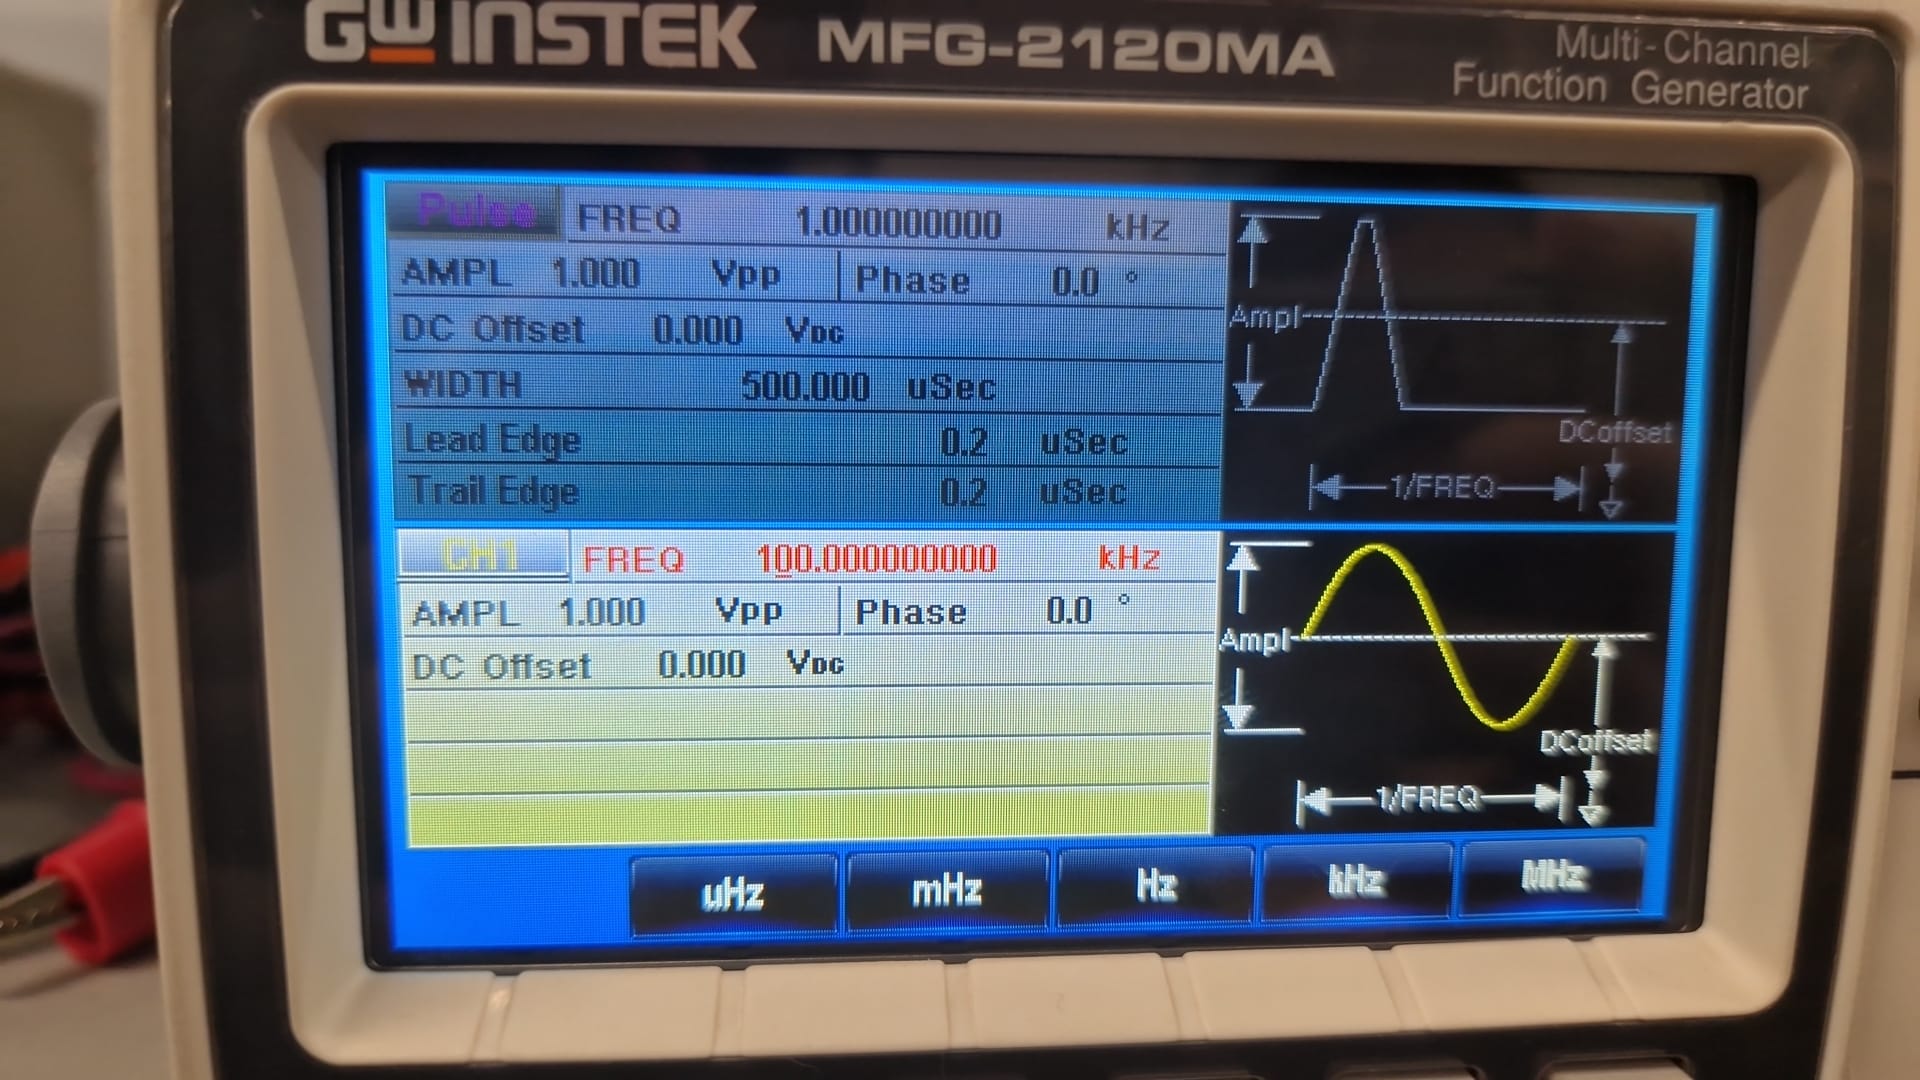 GWINSTEK MFG-2120MA Multi-Channel
Function Generator
Pulse FREQ 1.000000000 kHz
AMPL 1.000 Vpp Phase 0.0 °
DC Offset 0.000 VDC
WIDTH 500.000 uSec
Lead Edge 0.2 uSec
Trail Edge 0.2 uSec
Ampl
DCoffset
1/FREQ
CH1 FREQ 100.000000000 kHz
AMPL 1.000 Vpp Phase 0.0 °
DC Offset 0.000 VDC
Ampl
DCoffset
1/FREQ
uHz mHz Hz kHz MHz